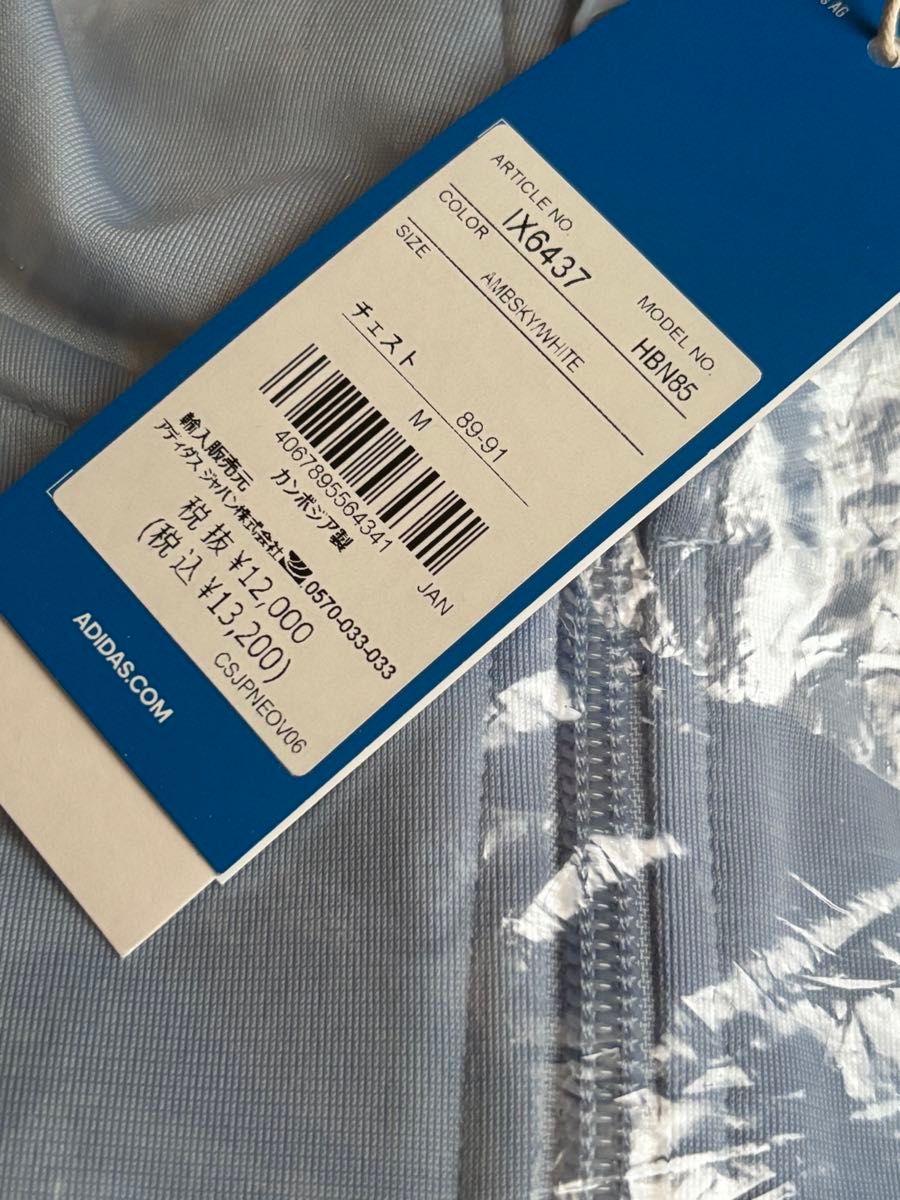 ARTICLE NO.
MODEL NO.
IX6437
HBN85
COLOR
AMBSKY/WHITE
SIZE
チェスト
M
89-91
4067895564341
JAN
カンボジア製
輸入販売元
アディダス ジャパン株式会社 0570-033-033
税抜 ¥12,000
(税込 ¥13,200)
CSJPNEOV06
ADIDAS.COM
AG